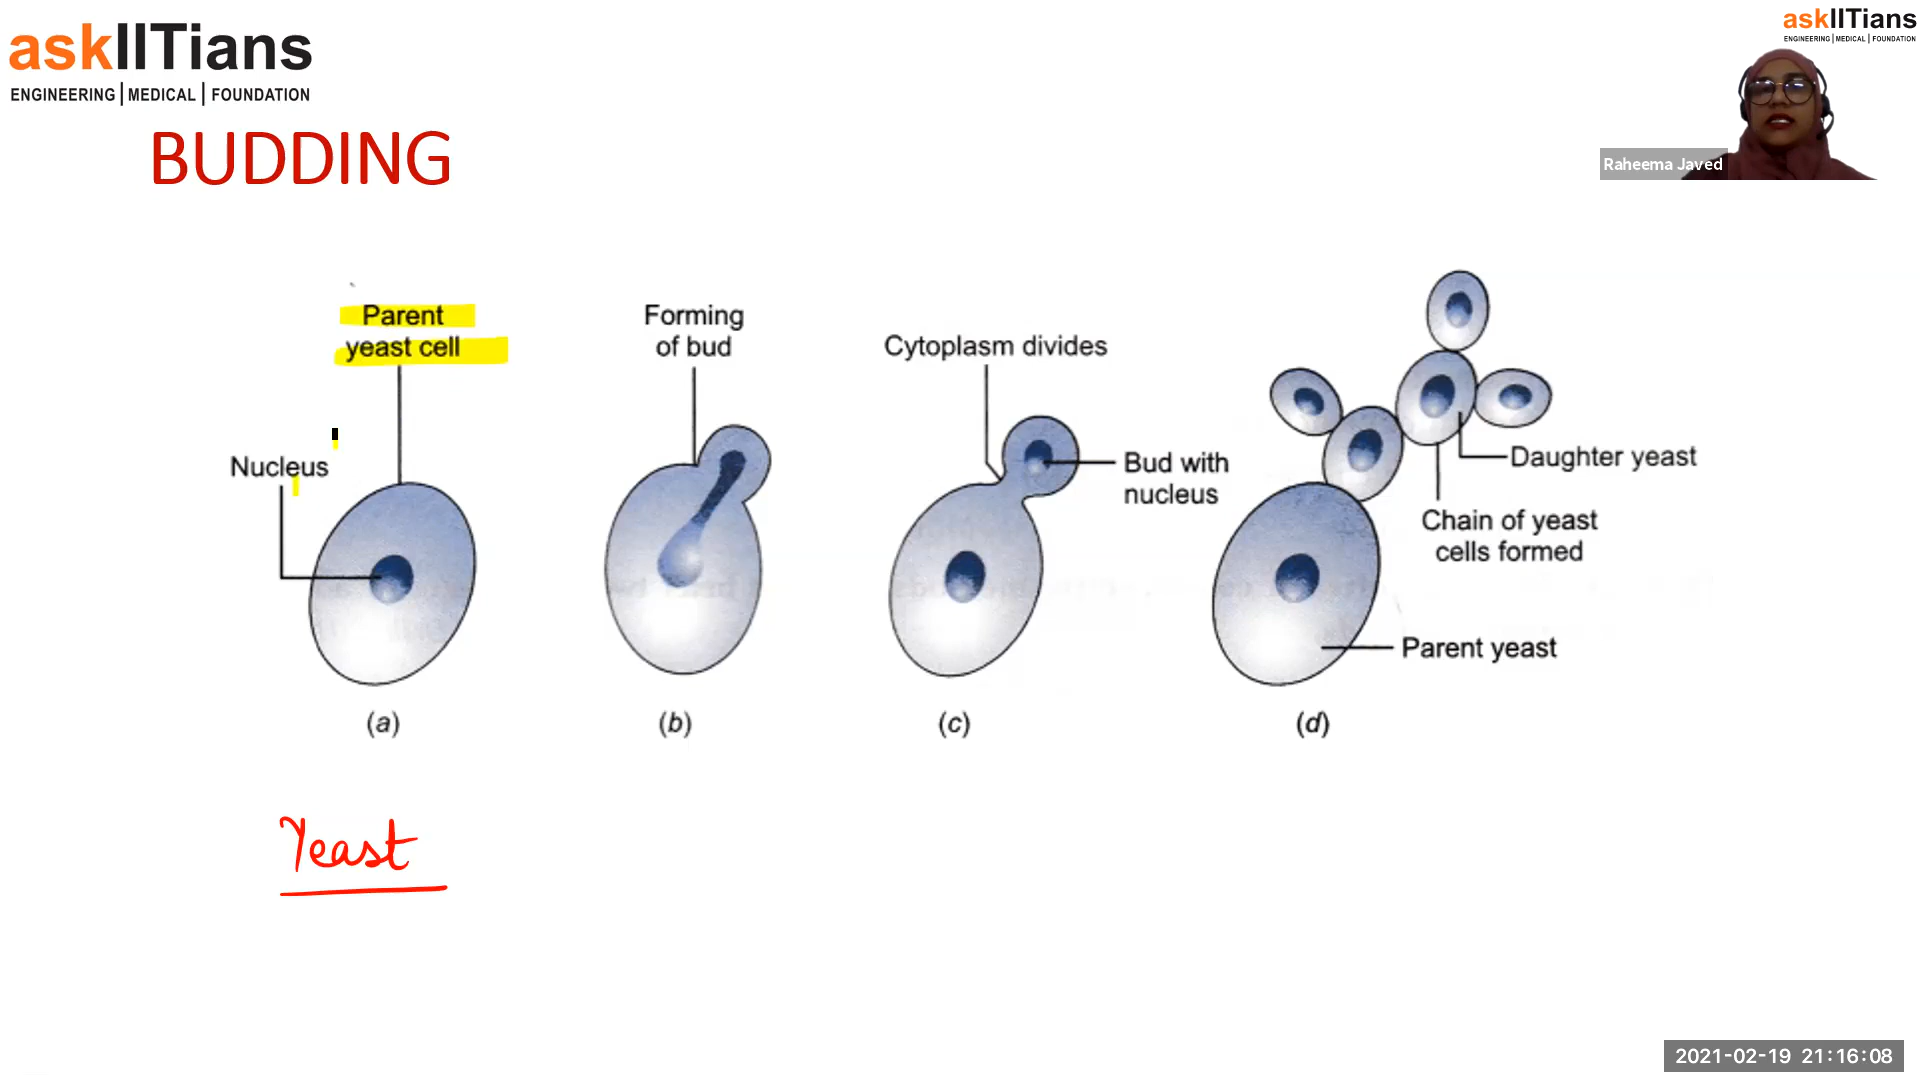 askIITians
ENGINEERING | MEDICAL | FOUNDATION
askIITians
ENGINEERING | MEDICAL | FOUNDATION
Raheema Javed
BUDDING
Parent
yeast cell
Nucleus
(a)
Forming
of bud
(b)
Cytoplasm divides
Bud with
nucleus
(c)
Daughter yeast
Chain of yeast
cells formed
Parent yeast
(d)
Yeast
2021-02-19 21:16:08